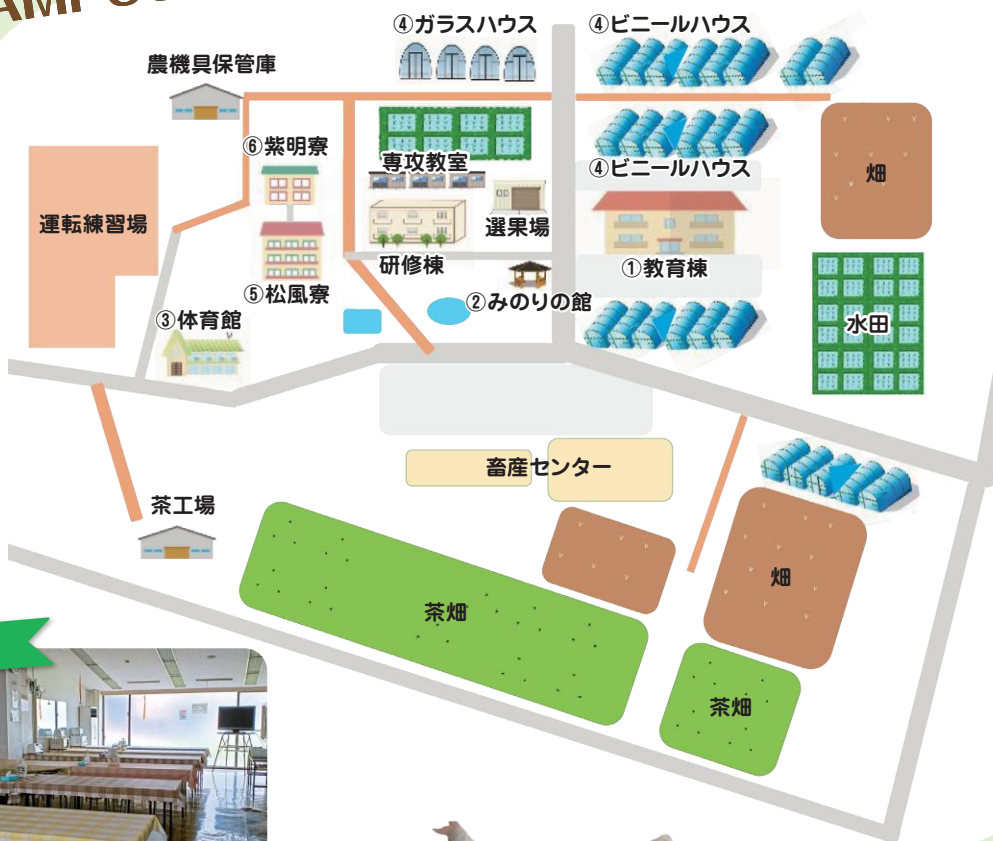 ④ガラスハウス
④ビニールハウス
農機具保管庫
⑥紫明寮
専攻教室
④ビニールハウス
畑
運転練習場
選果場
研修棟
①教育棟
⑤松風寮
②みのりの館
③体育館
水田
畜産センター
茶工場
畑
茶畑
茶畑